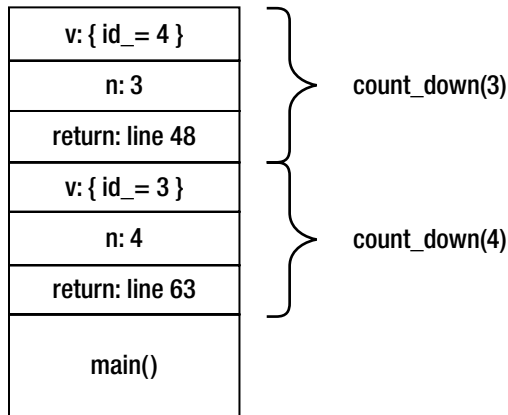 v: { id_= 4 }
n: 3
count_down(3)
return: line 48
v: { id_= 3 }
n: 4
count_down(4)
return: line 63
main()